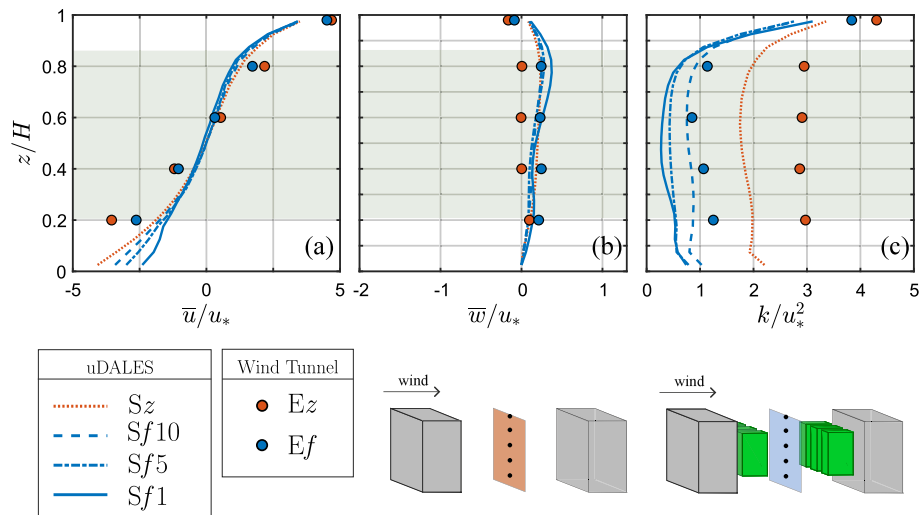 z/H
1
0.8
0.6
0.4
0.2
0
-5
0
5
(a)
u̅/u*
-2
-1
0
1
(b)
w̅/u*
0
1
2
3
4
5
(c)
k/u*²
uDALES
Sz
Sf10
Sf5
Sf1
Wind Tunnel
Ez
Ef
wind
wind